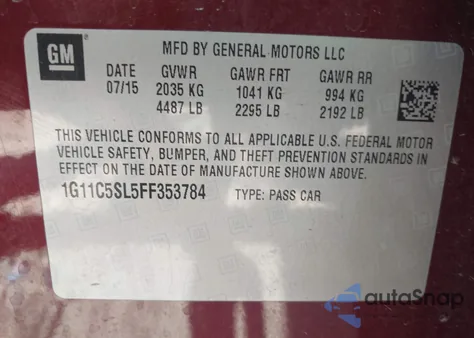 GM
MFD BY GENERAL MOTORS LLC
DATE GVWR GAWR FRT GAWR RR
07/15 2035 KG 1041 KG 994 KG
4487 LB 2295 LB 2192 LB
THIS VEHICLE CONFORMS TO ALL APPLICABLE U.S. FEDERAL MOTOR
VEHICLE SAFETY, BUMPER, AND THEFT PREVENTION STANDARDS IN
EFFECT ON THE DATE OF MANUFACTURE SHOWN ABOVE.
1G11C5SL5FF353784 TYPE: PASS CAR
autoSnap